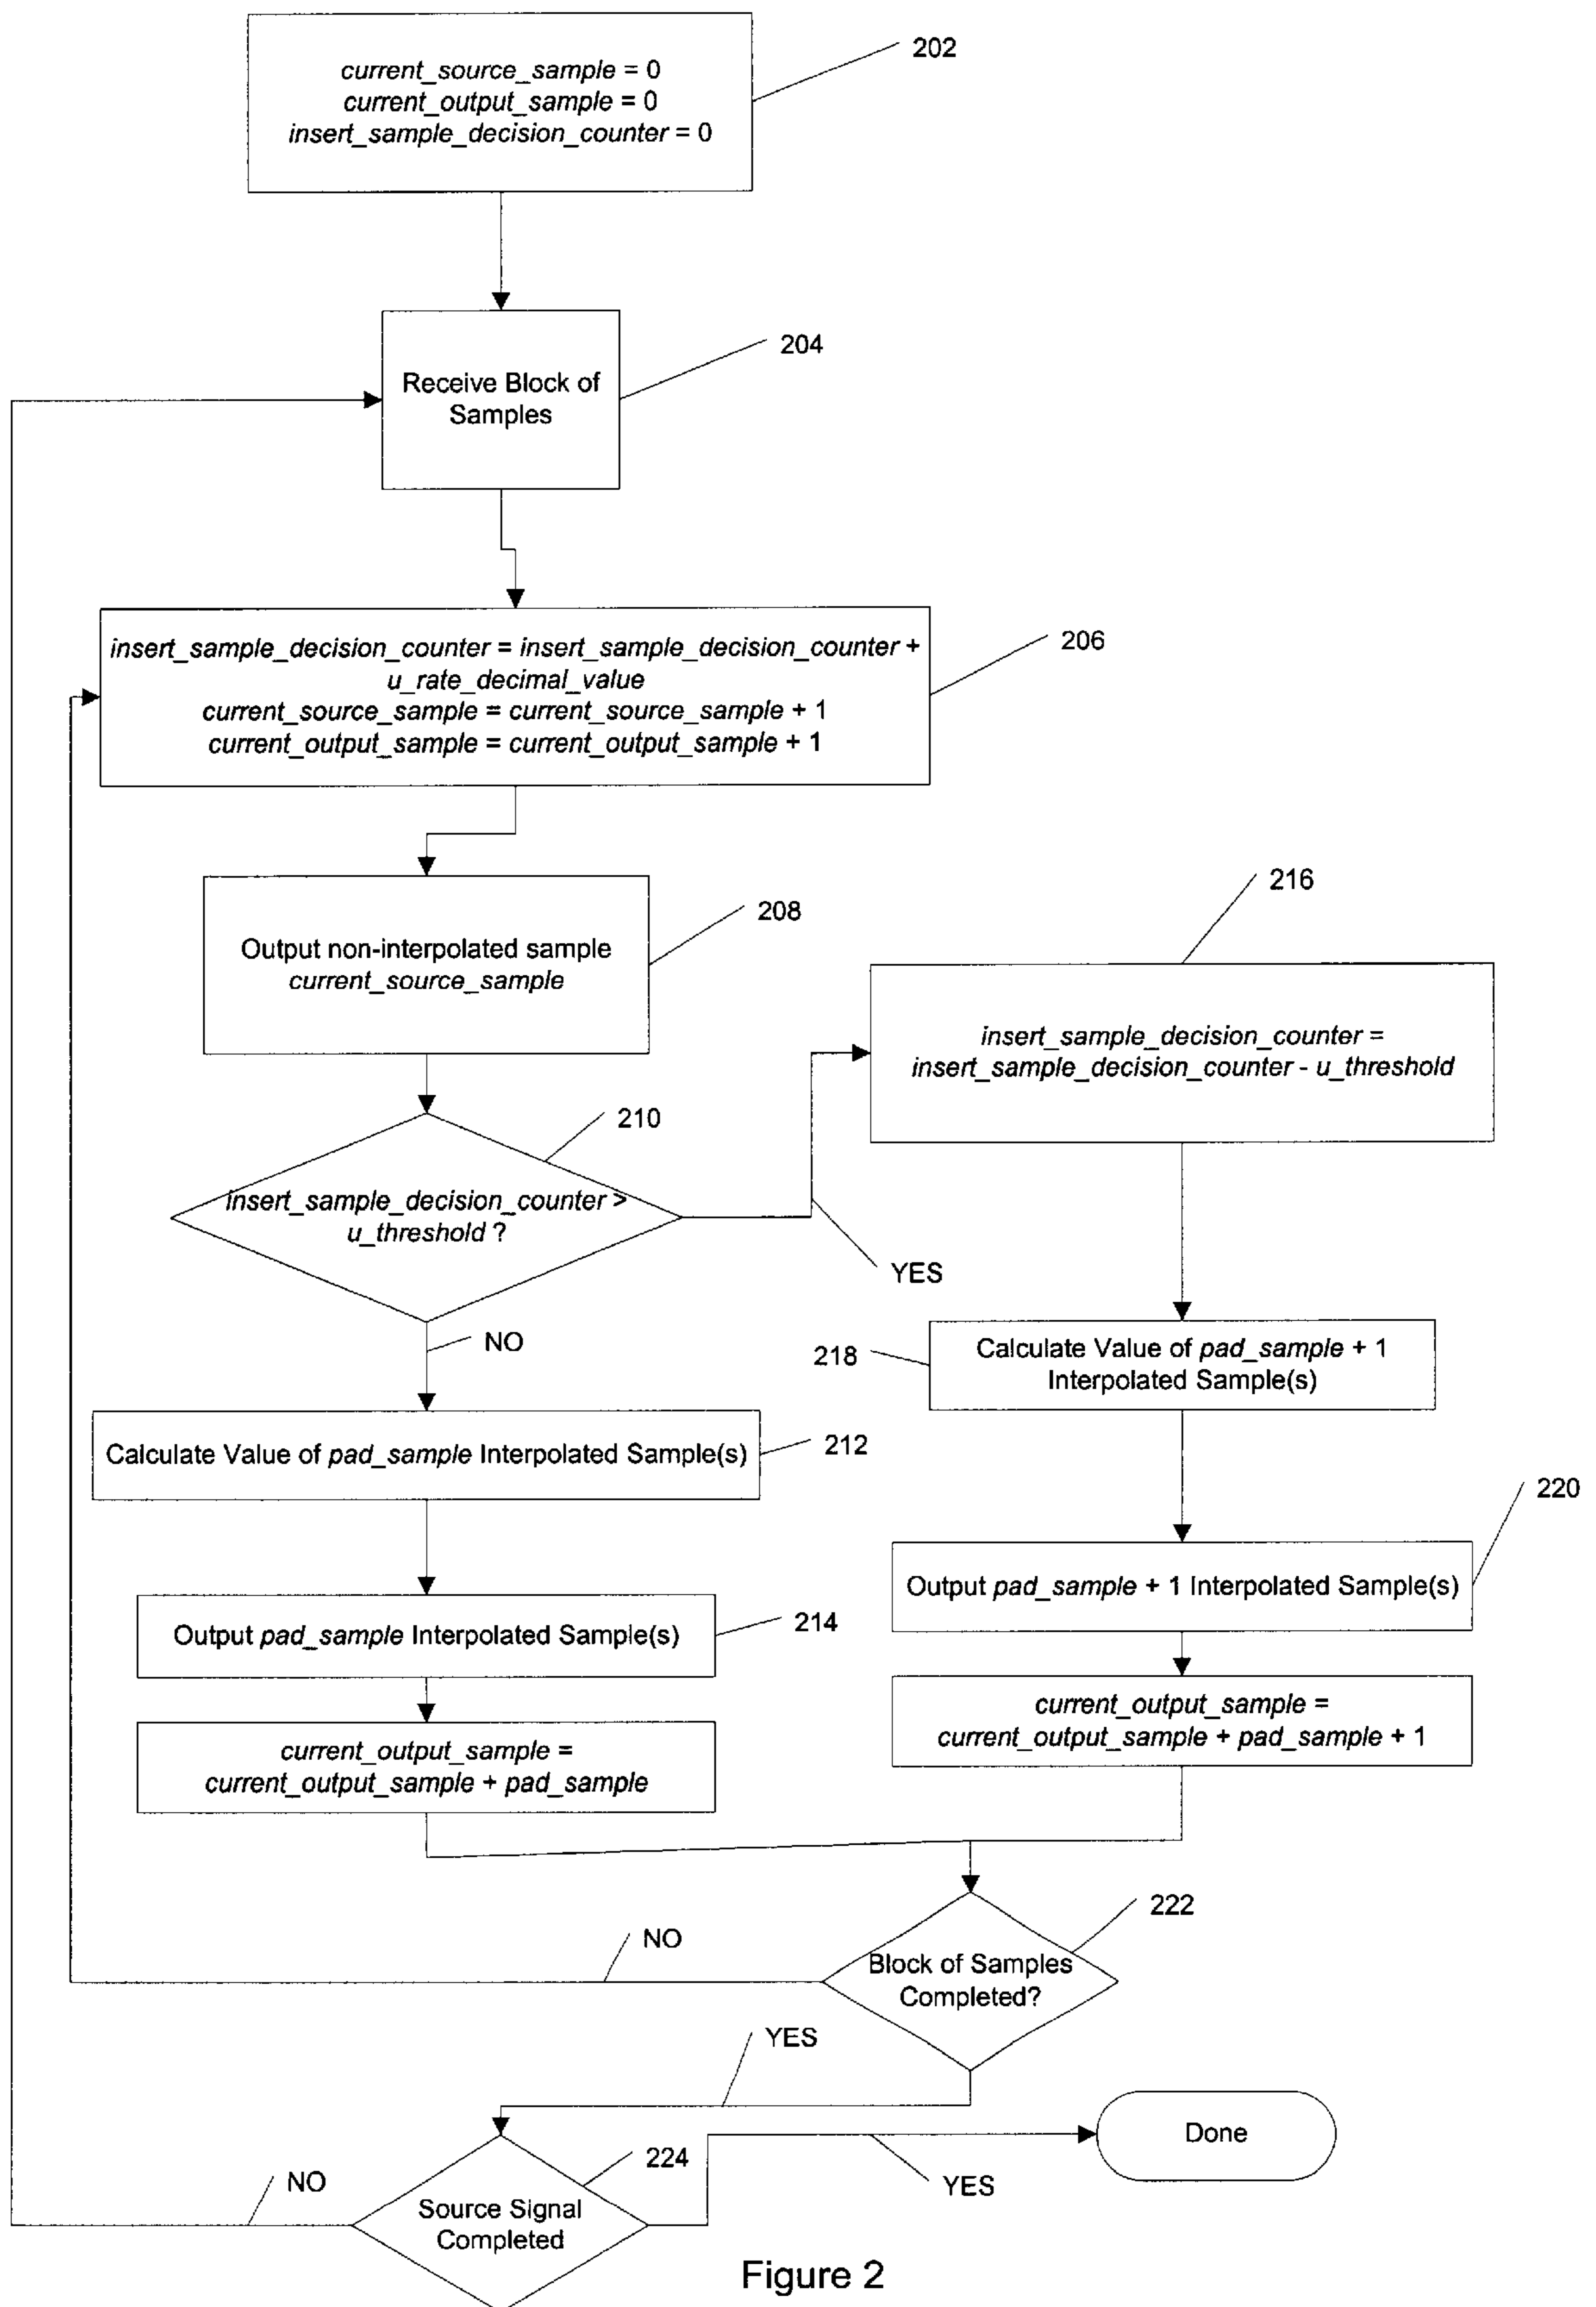 current_source_sample = 0
current_output_sample = 0
insert_sample_decision_counter = 0
202
Receive Block of
Samples
204
insert_sample_decision_counter = insert_sample_decision_counter +
u_rate_decimal_value
current_source_sample = current_source_sample + 1
current_output_sample = current_output_sample + 1
206
Output non-interpolated sample
current_source_sample
208
216
insert_sample_decision_counter =
insert_sample_decision_counter - u_threshold
210
insert_sample_decision_counter >
u_threshold ?
YES
NO
218
Calculate Value of pad_sample + 1
Interpolated Sample(s)
Calculate Value of pad_sample Interpolated Sample(s)
212
220
Output pad_sample + 1 Interpolated Sample(s)
Output pad_sample Interpolated Sample(s)
214
current_output_sample =
current_output_sample + pad_sample + 1
current_output_sample =
current_output_sample + pad_sample
222
NO
Block of Samples
Completed?
YES
Done
224
YES
NO
Source Signal
Completed
Figure 2